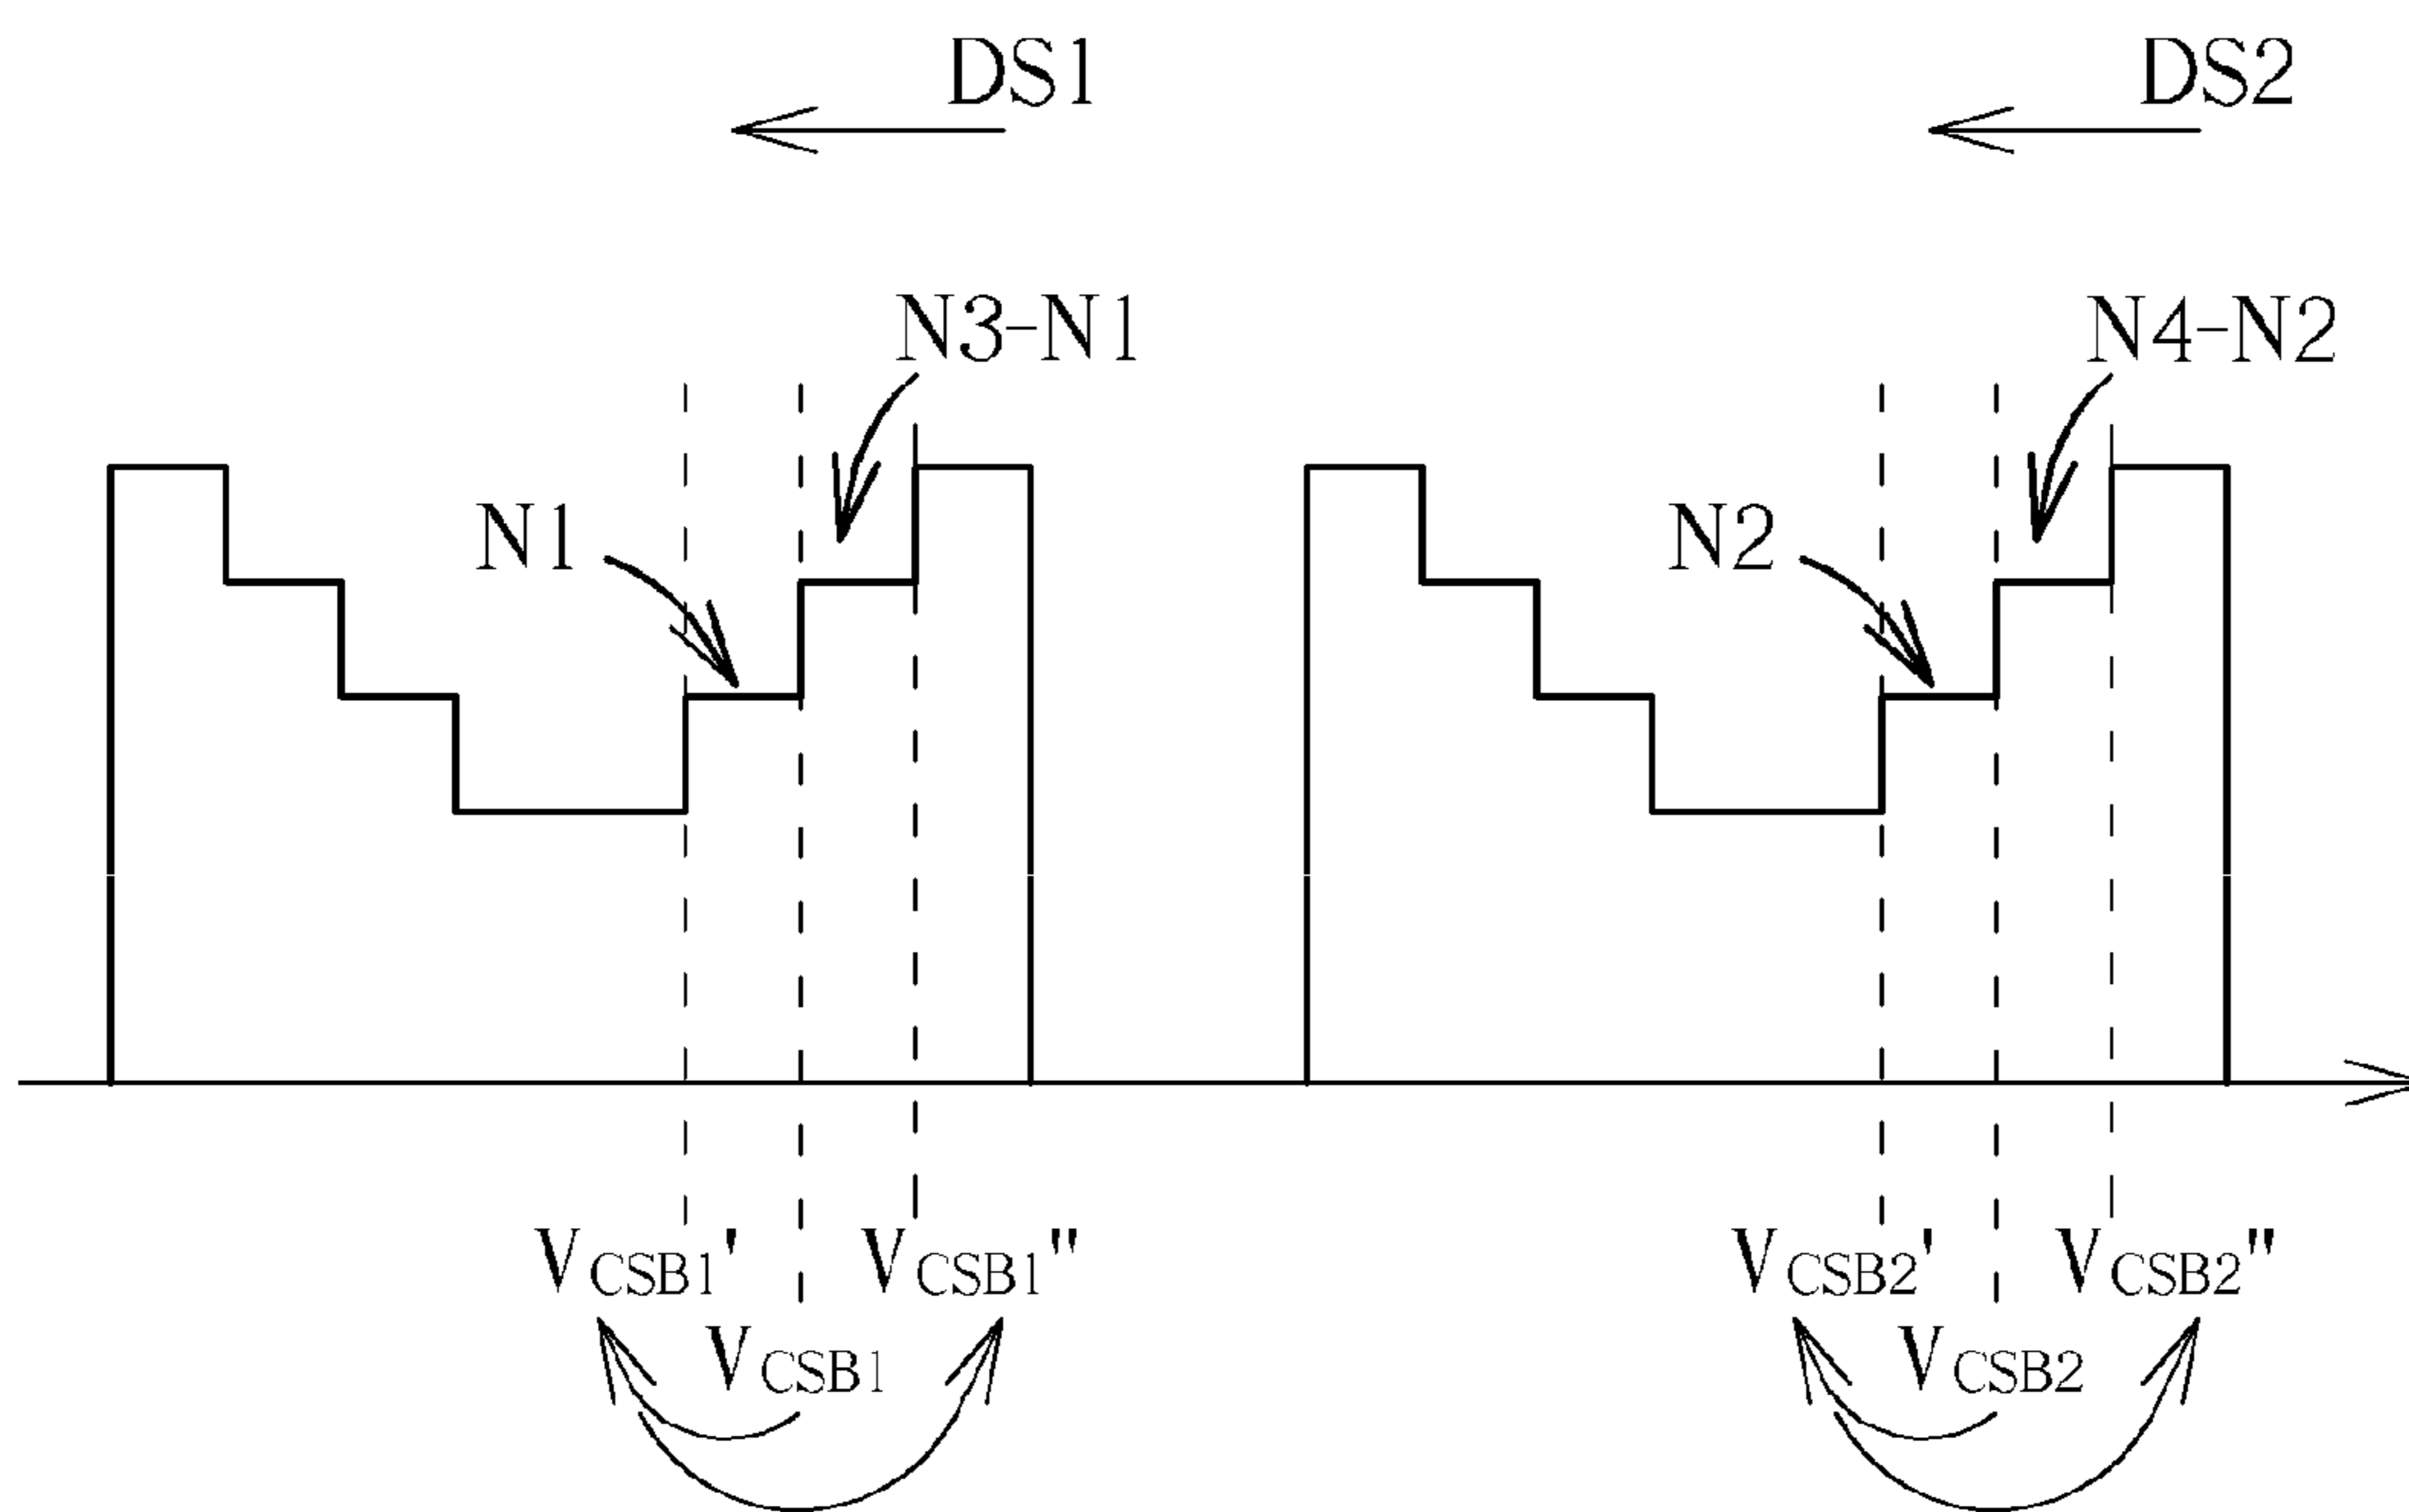 DS1 DS2
N3-N1 N4-N2
N1 N2
VCSB1' VCSB1" VCSB2' VCSB2"
VCSB1 VCSB2